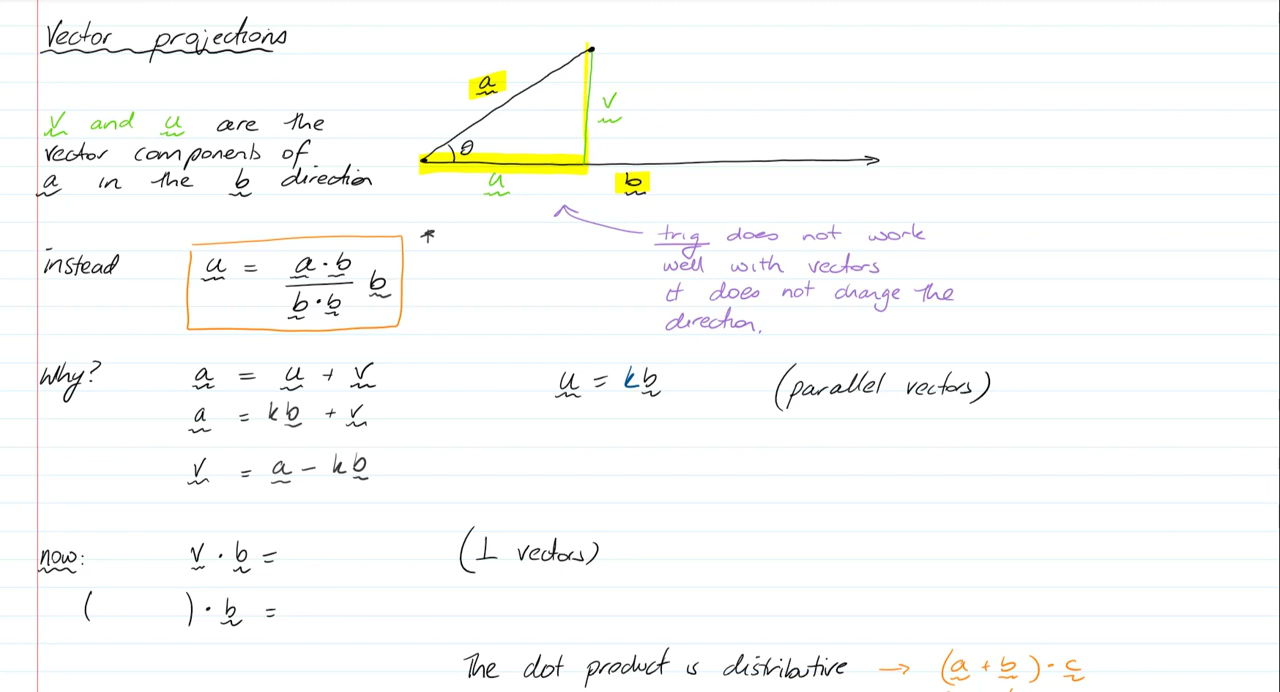 Vector projections
a
θ
v
u
b
v and u are the
vector components of
a in the b direction
trig does not work
well with vectors
it does not change the
direction.
instead u = a · b / b · b b *
Why? a = u + v u = kb (parallel vectors)
a = kb + v
v = a - kb
now: v · b = (⊥ vectors)
( ) · b =
The dot product is distributive → (a + b) · c